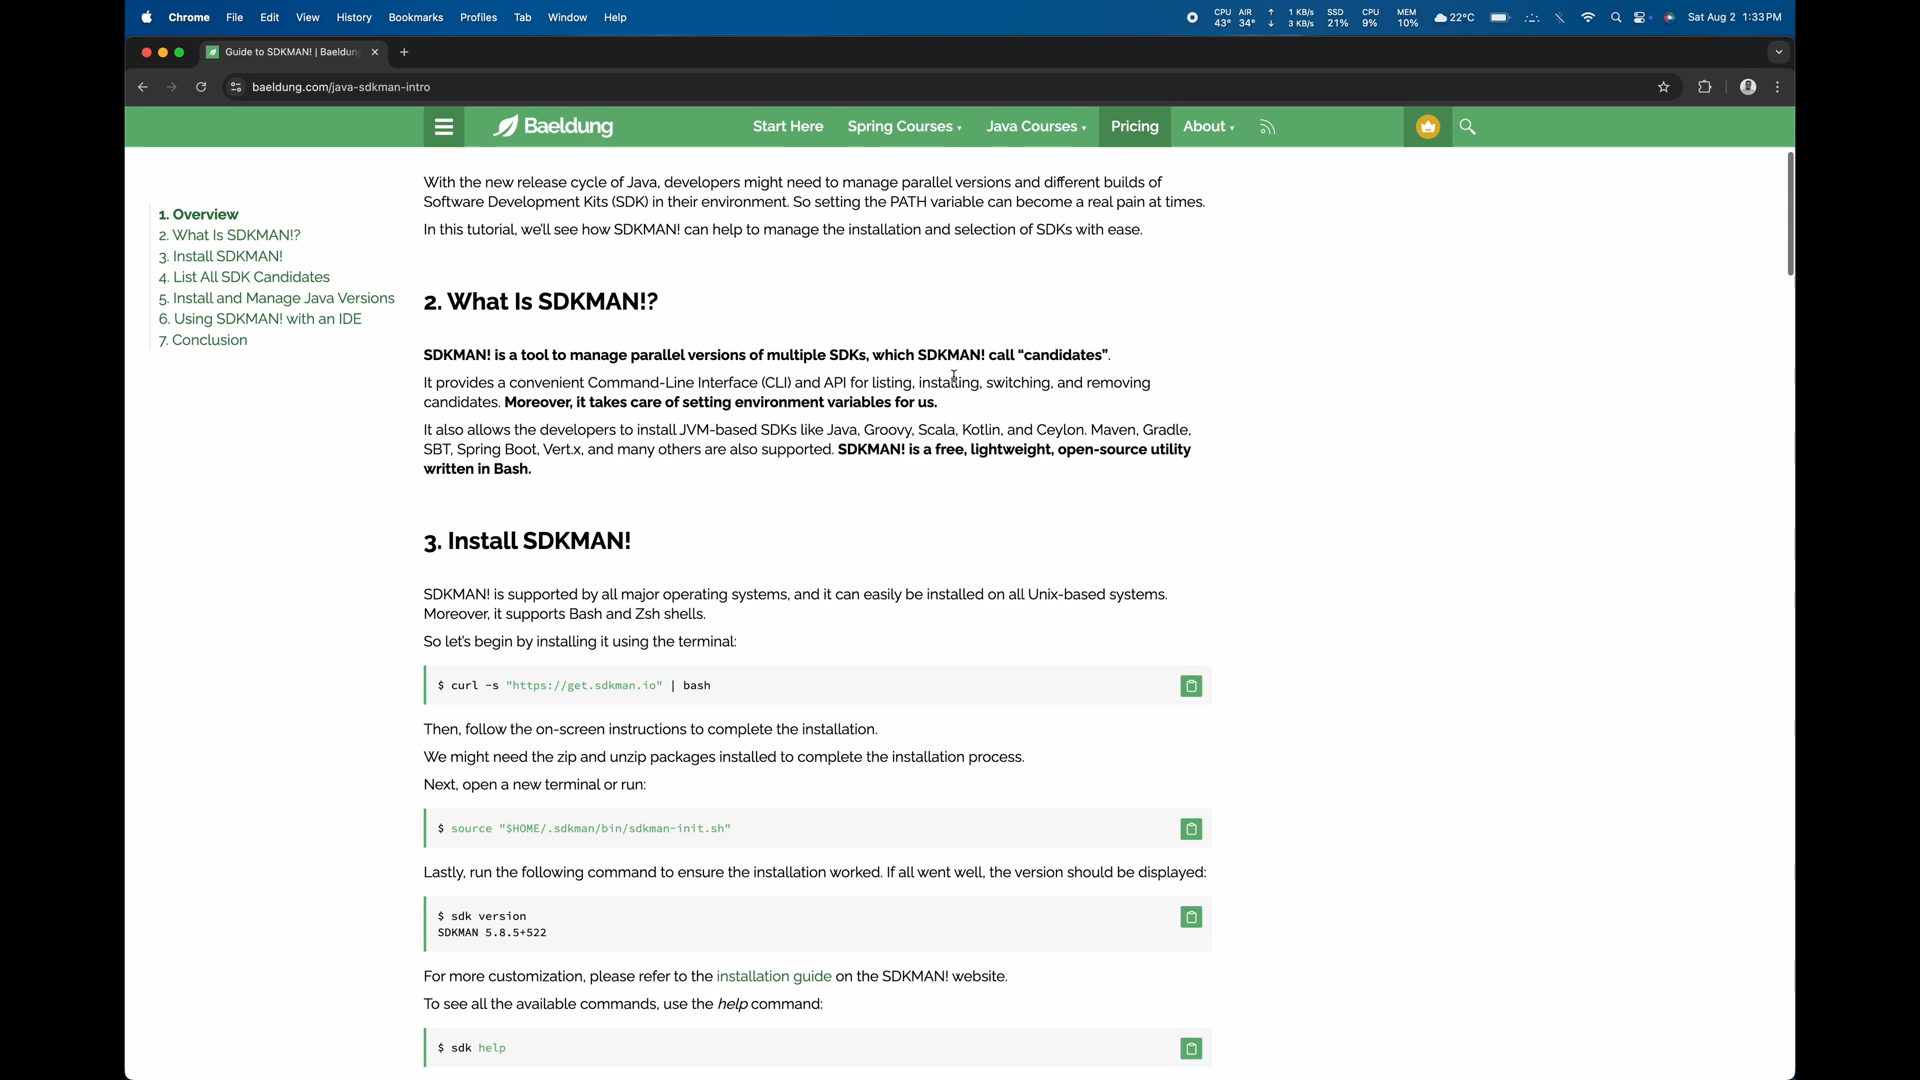 Chrome File Edit View History Bookmarks Profiles Tab Window Help
CPU AIR 1 KB/s SSD CPU MEM
43° 34° 3 KB/s 21% 9% 10% 22°C Sat Aug 2 1:33 PM
Guide to SDKMAN! | Baeldung
baeldung.com/java-sdkman-intro
Baeldung Start Here Spring Courses Java Courses Pricing About
1. Overview
2. What Is SDKMAN!?
3. Install SDKMAN!
4. List All SDK Candidates
5. Install and Manage Java Versions
6. Using SDKMAN! with an IDE
7. Conclusion
With the new release cycle of Java, developers might need to manage parallel versions and different builds of
Software Development Kits (SDK) in their environment. So setting the PATH variable can become a real pain at times.
In this tutorial, we'll see how SDKMAN! can help to manage the installation and selection of SDKs with ease.
2. What Is SDKMAN!?
SDKMAN! is a tool to manage parallel versions of multiple SDKs, which SDKMAN! call “candidates”.
It provides a convenient Command-Line Interface (CLI) and API for listing, installing, switching, and removing
candidates. Moreover, it takes care of setting environment variables for us.
It also allows the developers to install JVM-based SDKs like Java, Groovy, Scala, Kotlin, and Ceylon. Maven, Gradle,
SBT, Spring Boot, Vert.x, and many others are also supported. SDKMAN! is a free, lightweight, open-source utility
written in Bash.
3. Install SDKMAN!
SDKMAN! is supported by all major operating systems, and it can easily be installed on all Unix-based systems.
Moreover, it supports Bash and Zsh shells.
So let's begin by installing it using the terminal:
$ curl -s "https://get.sdkman.io" | bash
Then, follow the on-screen instructions to complete the installation.
We might need the zip and unzip packages installed to complete the installation process.
Next, open a new terminal or run:
$ source "$HOME/.sdkman/bin/sdkman-init.sh"
Lastly, run the following command to ensure the installation worked. If all went well, the version should be displayed:
$ sdk version
SDKMAN 5.8.5+522
For more customization, please refer to the installation guide on the SDKMAN! website.
To see all the available commands, use the help command:
$ sdk help